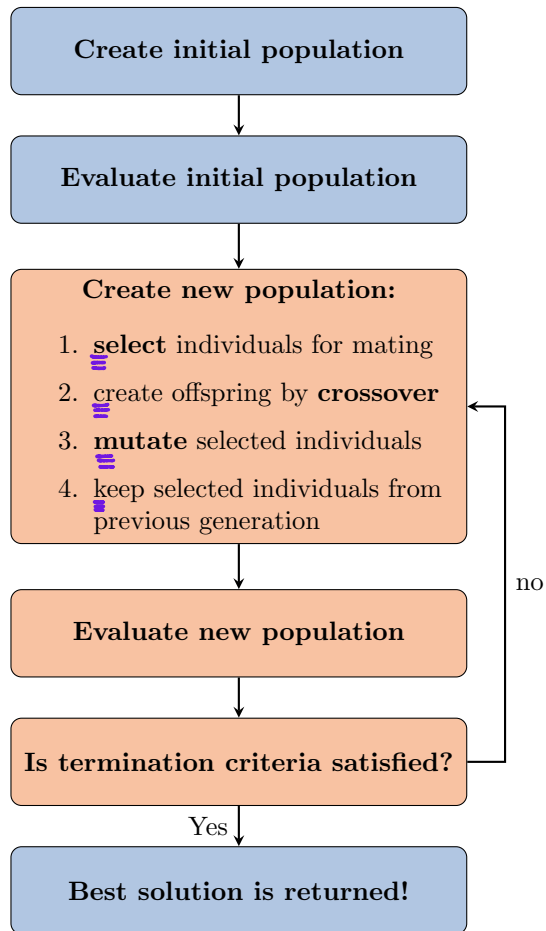 Create initial population
Evaluate initial population
Create new population:
1. select individuals for mating
2. create offspring by crossover
3. mutate selected individuals
4. keep selected individuals from
previous generation
no
Evaluate new population
Is termination criteria satisfied?
Yes
Best solution is returned!